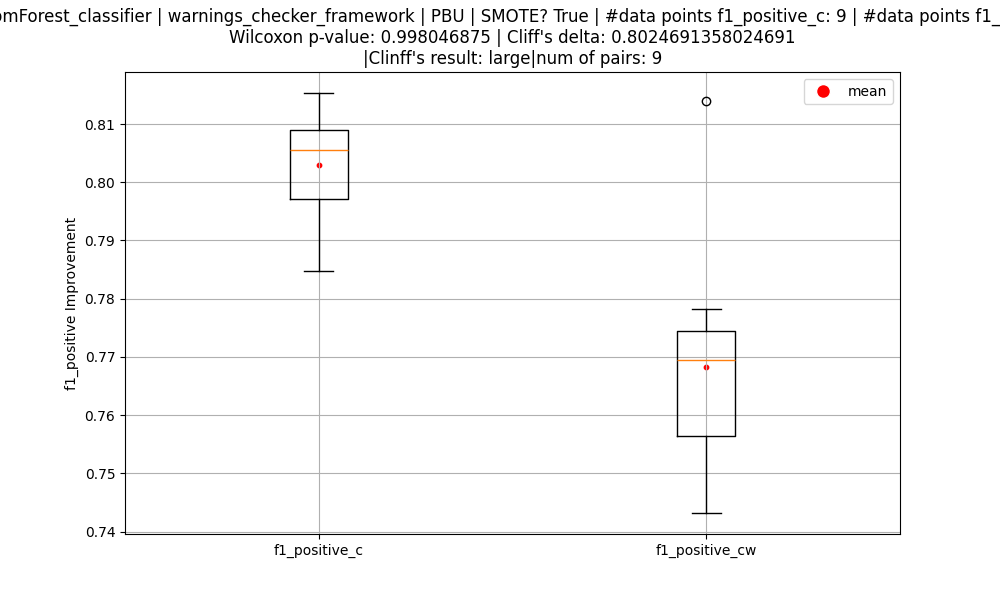 omForest_classifier | warnings_checker_framework | PBU | SMOTE? True | #data points f1_positive_c: 9 | #data points f1_
Wilcoxon p-value: 0.998046875 | Cliff's delta: 0.8024691358024691
|Clinff's result: large|num of pairs: 9
mean
0.81
0.80
0.79
0.78
0.77
0.76
0.75
0.74
f1_positive Improvement
f1_positive_c
f1_positive_cw